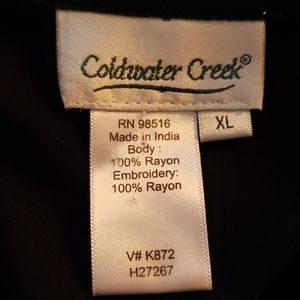 Coldwater Creek®
XL
RN 98516
Made in India
Body :
100% Rayon
Embroidery:
100% Rayon
V# K872
H27267